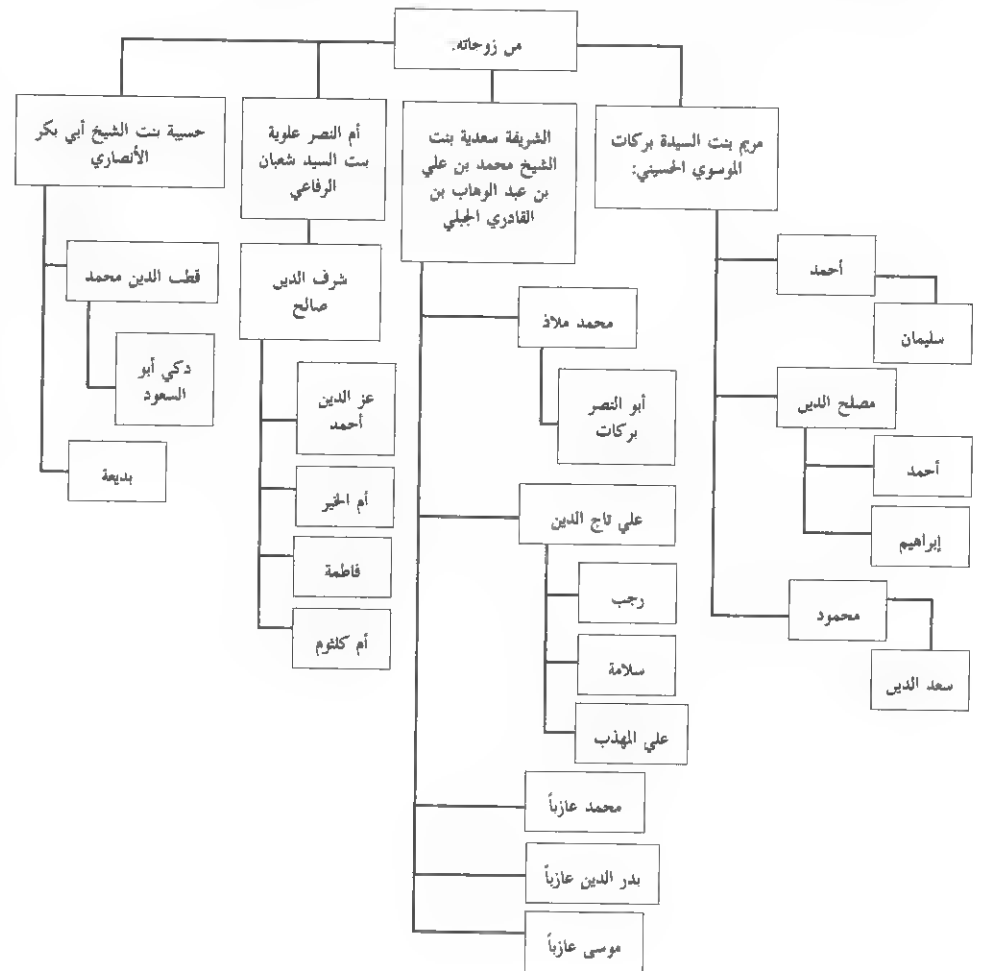 من زوجاته.
مريم بنت السيدة بركات
الموسوي الحسيني:
أحمد
سليمان
مصلح الدين
أحمد
إبراهيم
محمود
سعد الدين
الشريفة سعدية بنت
الشيخ محمد بن علي
بن عبد الوهاب بن
القادري الجبلي
محمد ملاذ
أبو النصر
بركات
علي تاج الدين
رجب
سلامة
علي المهذب
محمد عازباً
بدر الدين عازباً
موسى عازباً
أم النصر علوية
بنت السيد شعبان
الرفاعي
شرف الدين
صالح
عز الدين
أحمد
أم الخير
فاطمة
أم كلثوم
حسيبة بنت الشيخ أبي بكر
الأنصاري
قطب الدين محمد
دكي أبو
السعود
بديعة